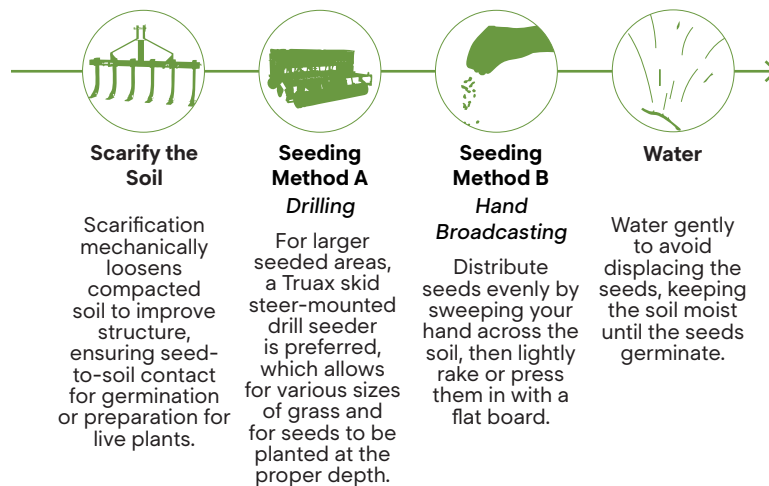 Scarify the
Soil
Scarification
mechanically
loosens
compacted
soil to improve
structure,
ensuring seed-
to-soil contact
for germination
or preparation for
live plants.
Seeding
Method A
Drilling
For larger
seeded areas,
a Truax skid
steer-mounted
drill seeder
is preferred,
which allows
for various sizes
of grass and
for seeds to be
planted at the
proper depth.
Seeding
Method B
Hand
Broadcasting
Distribute
seeds evenly by
sweeping your
hand across the
soil, then lightly
rake or press
them in with a
flat board.
Water
Water gently
to avoid
displacing the
seeds, keeping
the soil moist
until the seeds
germinate.